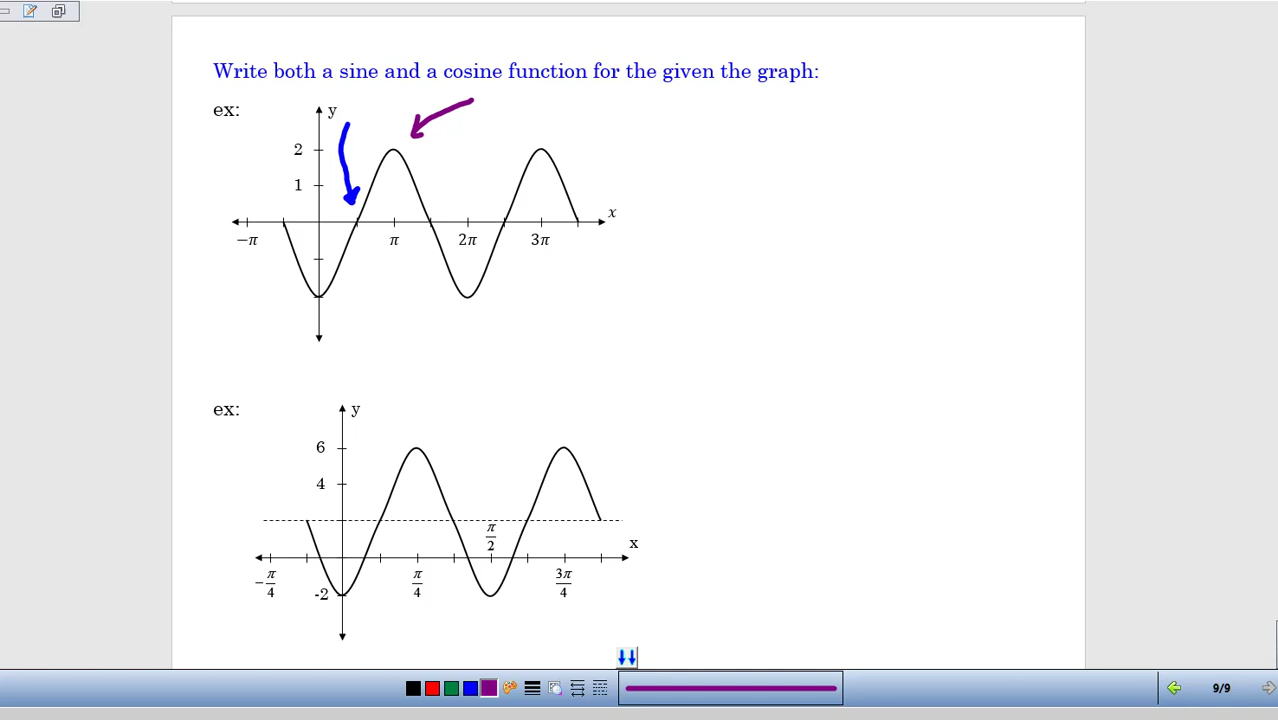 Write both a sine and a cosine function for the given the graph:
ex:
y
2
1
x
−π
π
2π
3π
ex:
y
6
4
π/2
x
−π/4
π/4
3π/4
-2
9/9